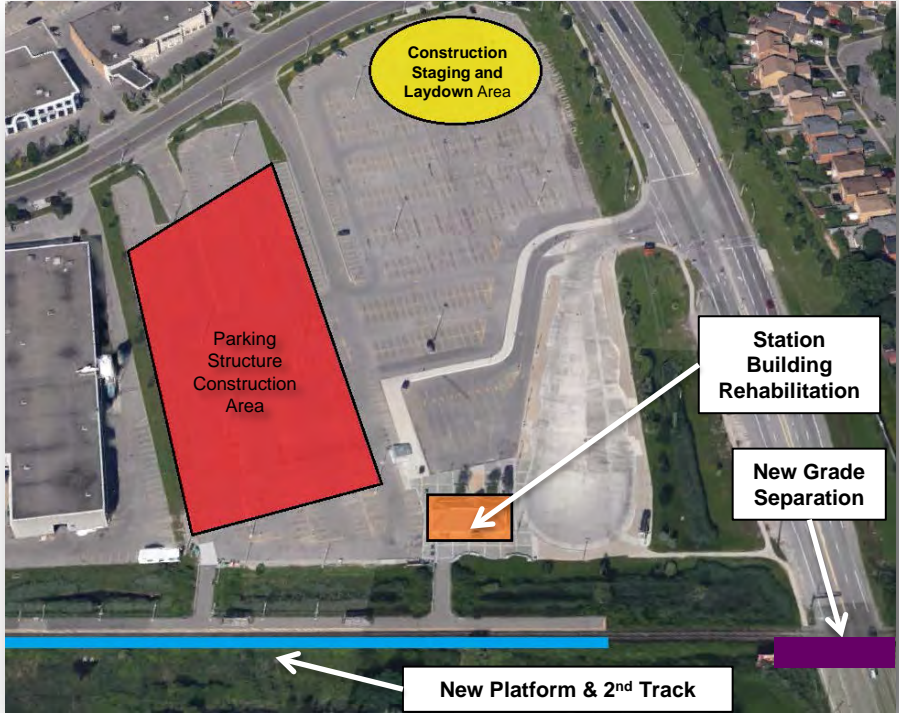 Construction
Staging and
Laydown Area
Parking
Structure
Construction
Area
Station
Building
Rehabilitation
New Grade
Separation
New Platform & 2nd Track